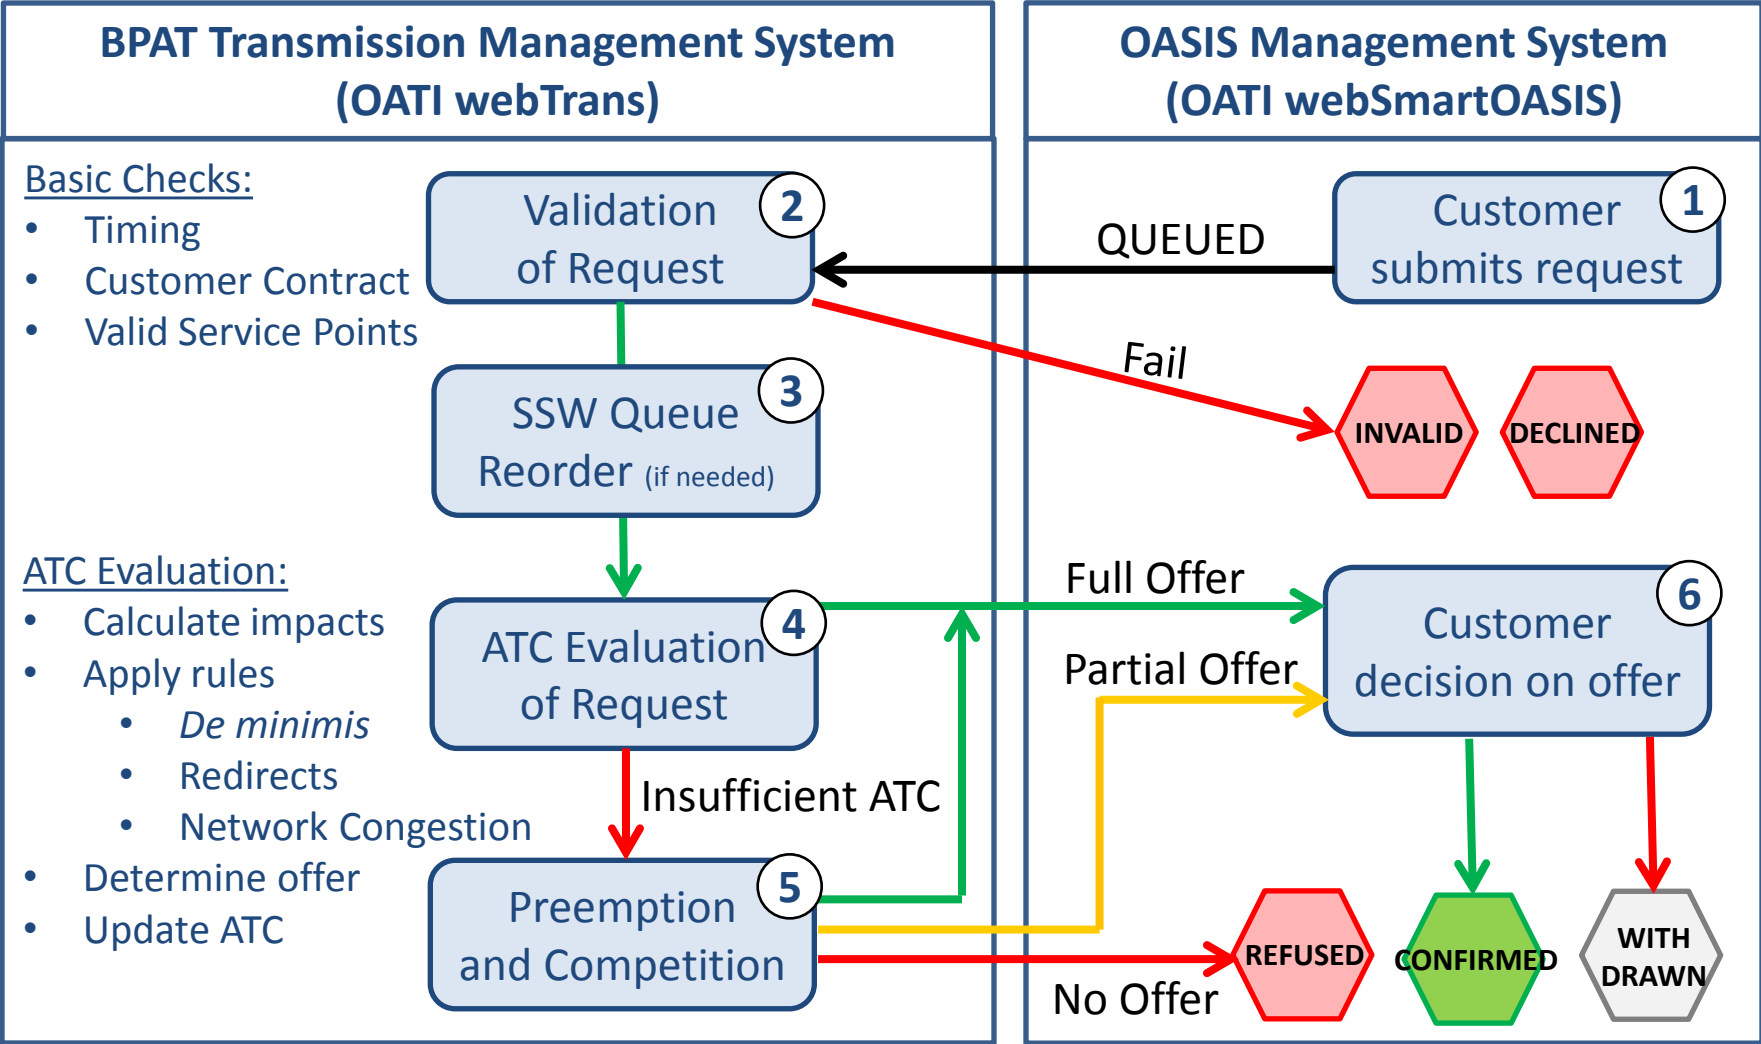 BPAT Transmission Management System
(OATI webTrans)
OASIS Management System
(OATI webSmartOASIS)
Basic Checks:
• Timing
• Customer Contract
• Valid Service Points
Validation
of Request
2
QUEUED
Customer
submits request
1
Fail
INVALID
DECLINED
SSW Queue
Reorder (if needed)
3
ATC Evaluation:
• Calculate impacts
• Apply rules
• De minimis
• Redirects
• Network Congestion
• Determine offer
• Update ATC
ATC Evaluation
of Request
4
Full Offer
Partial Offer
Customer
decision on offer
6
Insufficient ATC
Preemption
and Competition
5
No Offer
REFUSED
CONFIRMED
WITH
DRAWN